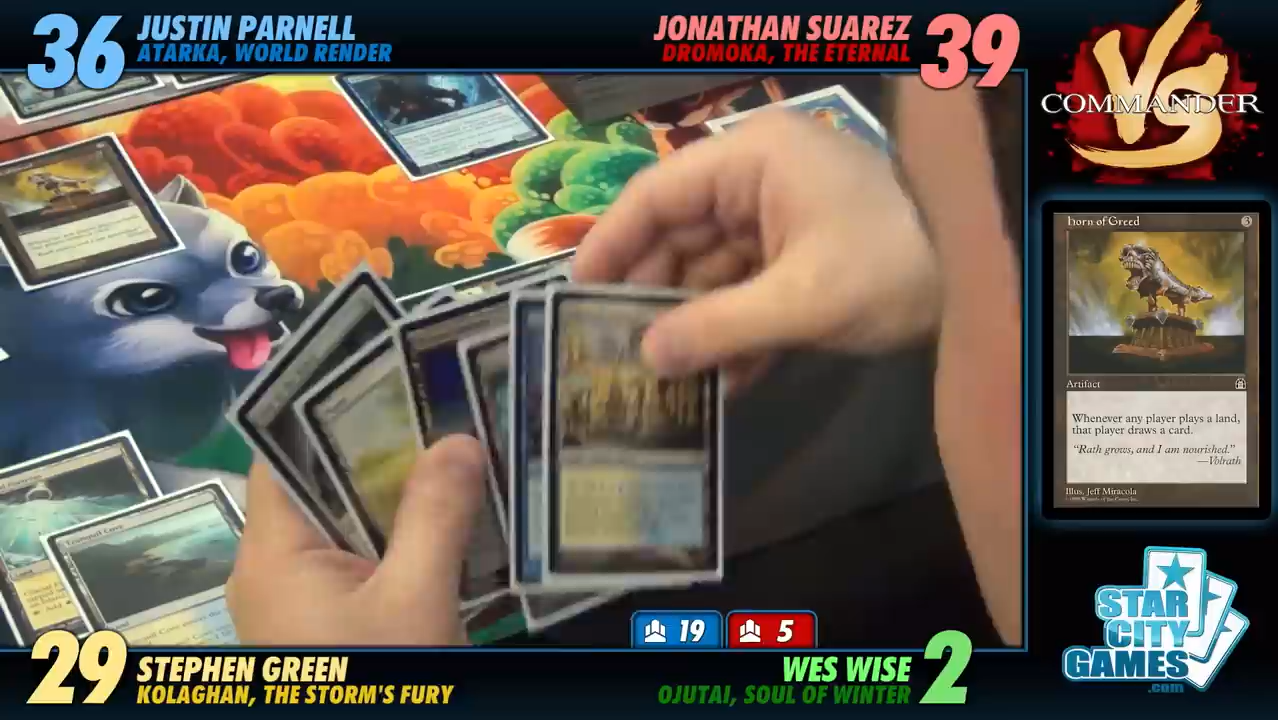 36 JUSTIN PARNELL
ATARKA, WORLD RENDER
JONATHAN SUAREZ 39
DROMOKA, THE ETERNAL
VS
COMMANDER
Horn of Greed 3
Artifact
Whenever any player plays a land,
that player draws a card.
“Rath grows, and I am nourished.”
—Volrath
Illus. Jeff Miracola
Tranquil Cove
19 5
29 STEPHEN GREEN
KOLAGHAN, THE STORM'S FURY
WES WISE 2
OJUTAI, SOUL OF WINTER
STAR
CITY
GAMES
.com